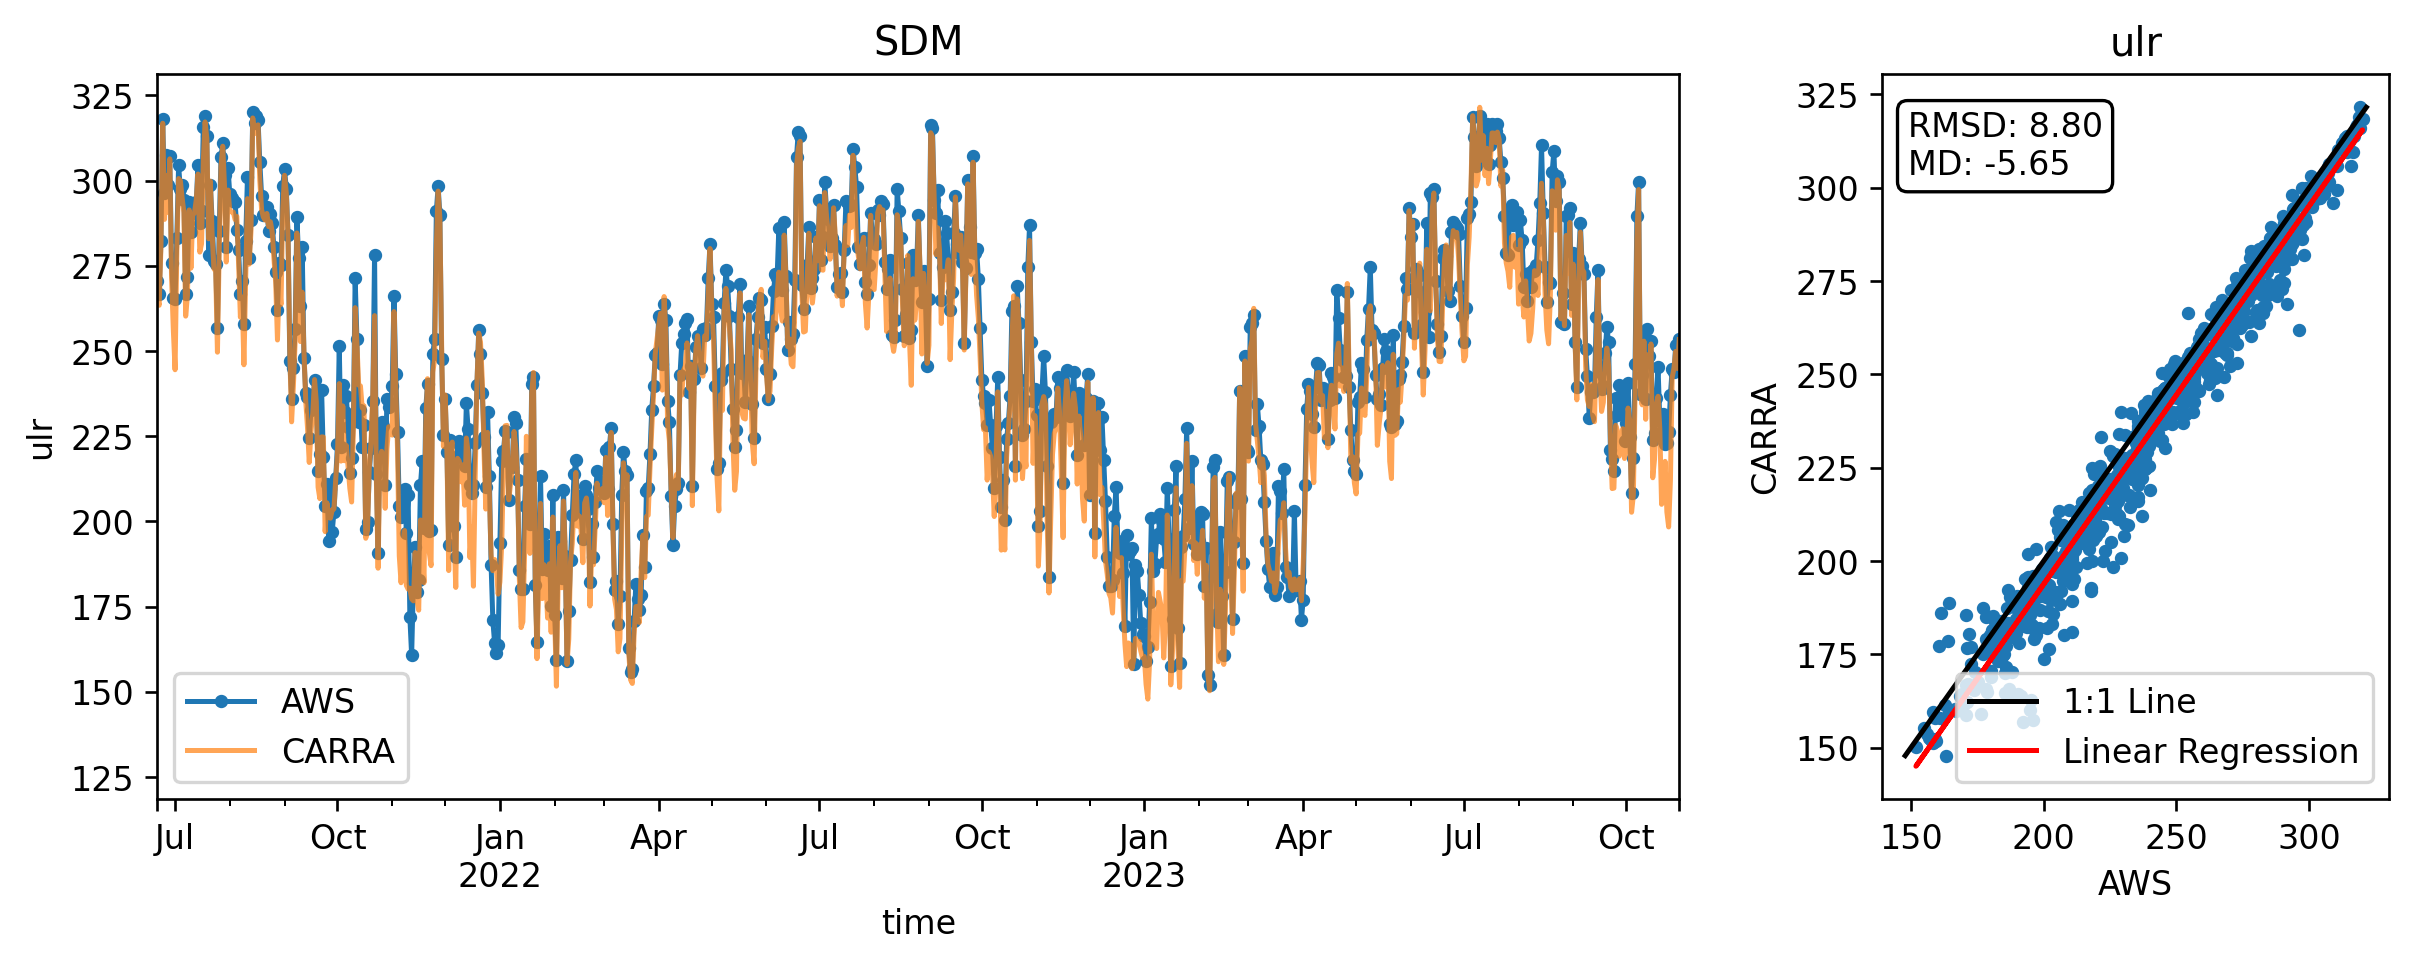 SDM
ulr
325
300
275
250
225
200
175
150
125
AWS
CARRA
Jul
Oct
Jan
2022
Apr
Jul
Oct
Jan
2023
Apr
Jul
Oct
time
ulr
RMSD: 8.80
MD: -5.65
CARRA
325
300
275
250
225
200
175
150
1:1 Line
Linear Regression
150
200
250
300
AWS